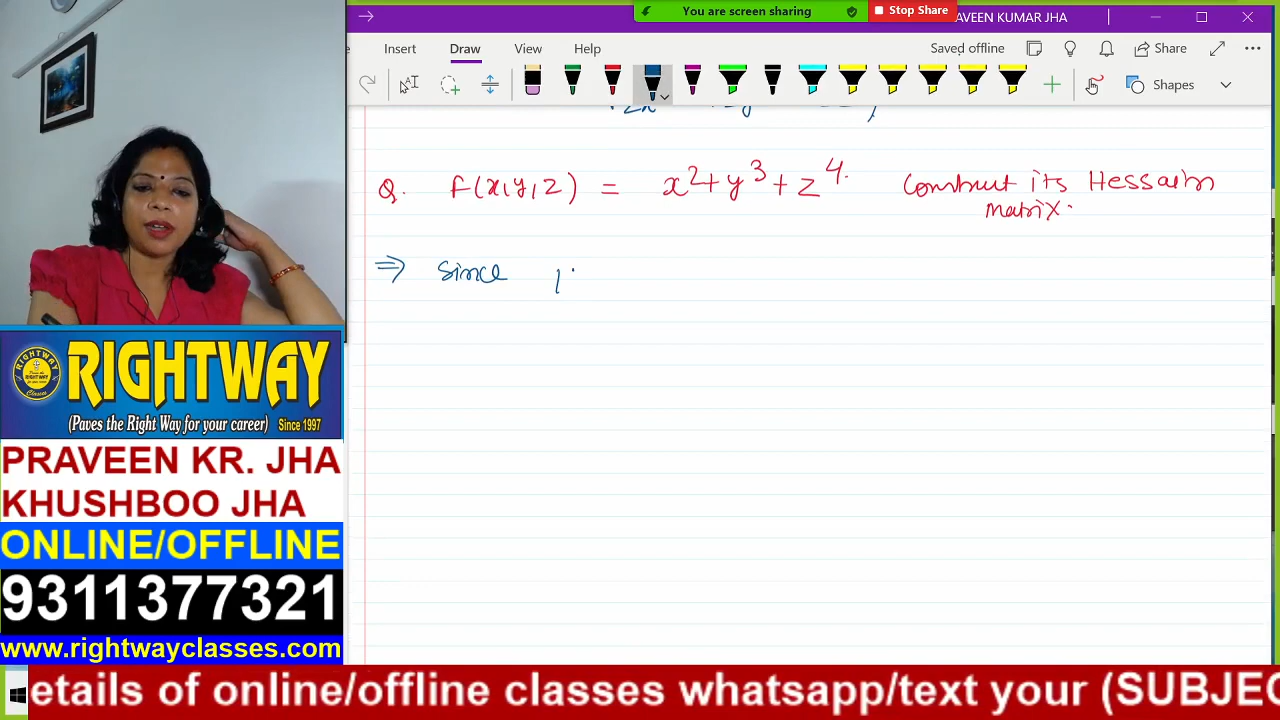 You are screen sharing
Stop Share
AVEEN KUMAR JHA
Insert
Draw
View
Help
Saved offline
Share
Shapes
Q. f(x,y,z) = x²+y³+z⁴. Construct its Hessain
Matrix.
⇒ Since
RIGHTWAY
(Paves the Right Way for your career)
Since 1997
PRAVEEN KR. JHA
KHUSHBOO JHA
ONLINE/OFFLINE
9311377321
www.rightwayclasses.com
etails of online/offline classes whatsapp/text your (SUBJEC